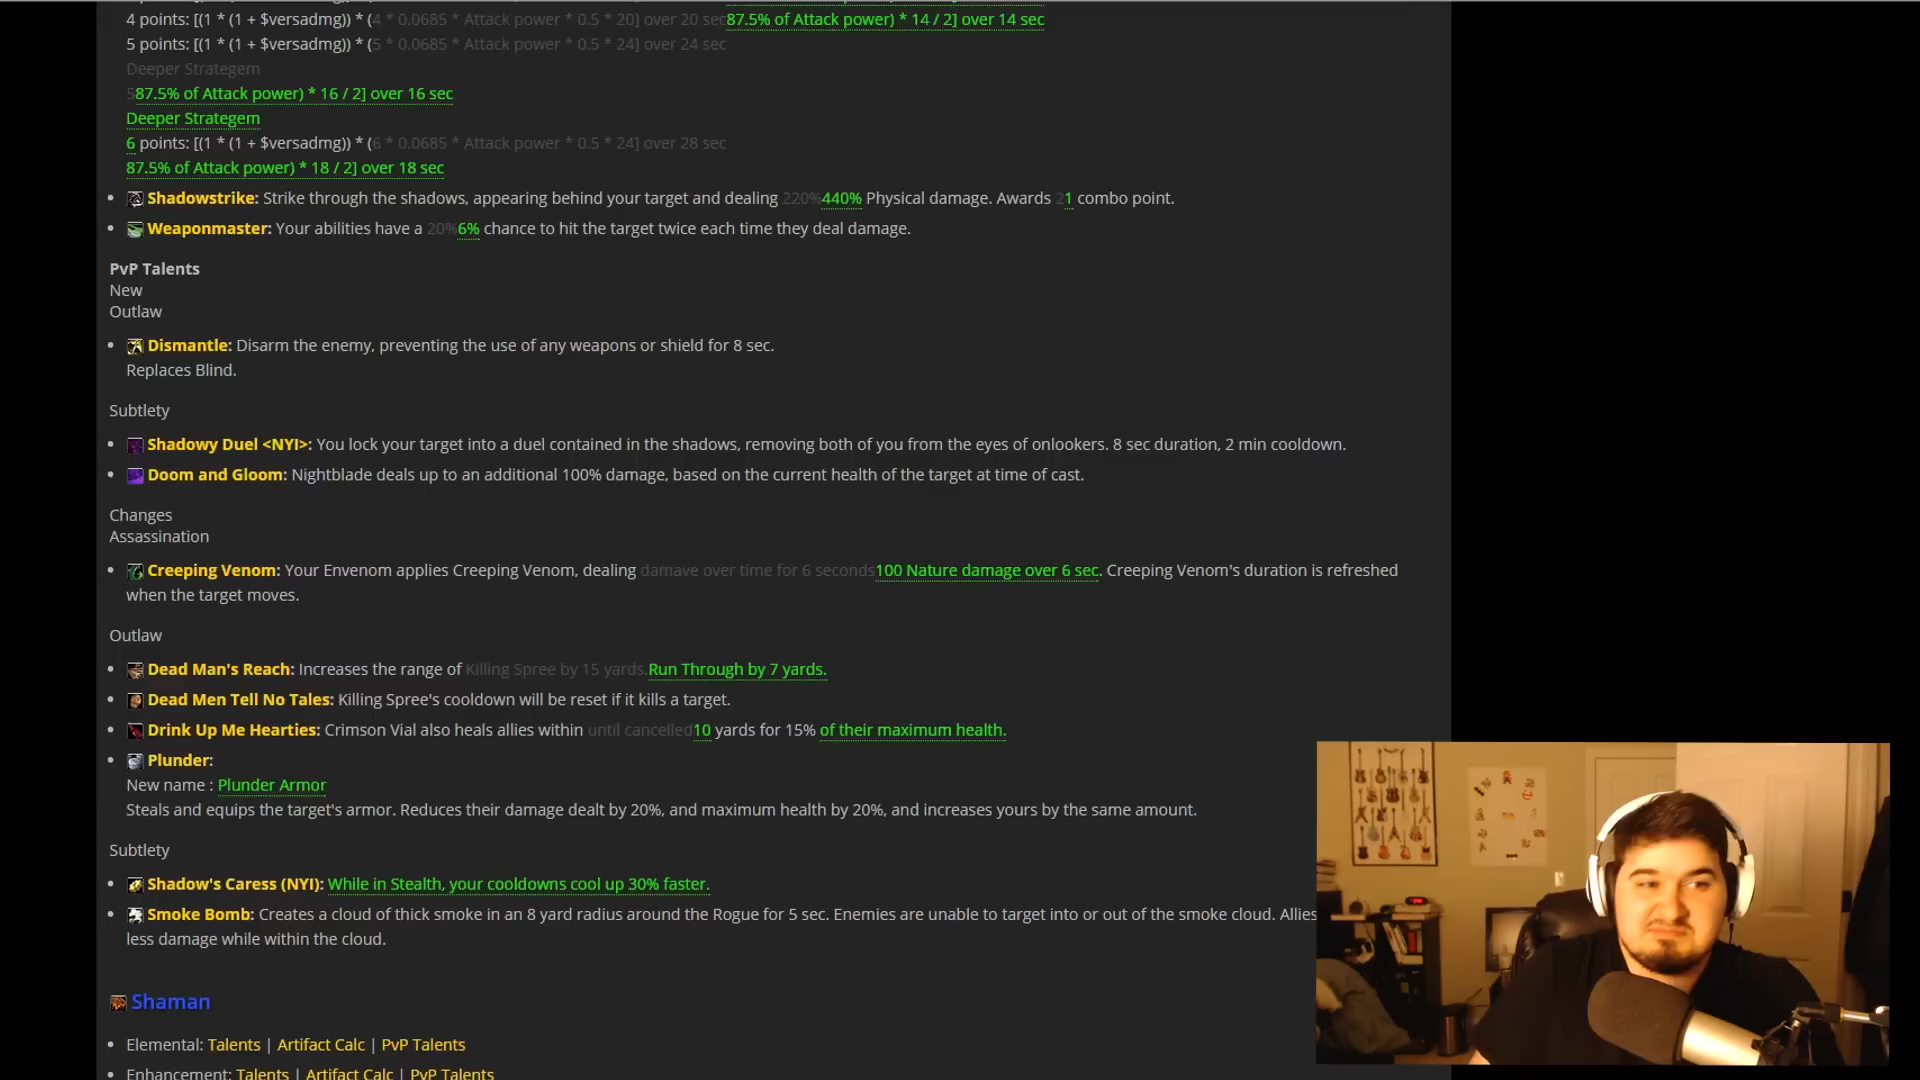 4 points: [(1 * (1 + $versadmg)) * (4 * 0.0685 * Attack power * 0.5 * 20] over 20 sec87.5% of Attack power) * 14 / 2] over 14 sec
5 points: [(1 * (1 + $versadmg)) * (5 * 0.0685 * Attack power * 0.5 * 24] over 24 sec
Deeper Strategem
587.5% of Attack power) * 16 / 2] over 16 sec
Deeper Strategem
6 points: [(1 * (1 + $versadmg)) * (6 * 0.0685 * Attack power * 0.5 * 24] over 28 sec
87.5% of Attack power) * 18 / 2] over 18 sec
• Shadowstrike: Strike through the shadows, appearing behind your target and dealing 220%440% Physical damage. Awards 21 combo point.
• Weaponmaster: Your abilities have a 20%6% chance to hit the target twice each time they deal damage.
PvP Talents
New
Outlaw
• Dismantle: Disarm the enemy, preventing the use of any weapons or shield for 8 sec.
Replaces Blind.
Subtlety
• Shadowy Duel <NYI>: You lock your target into a duel contained in the shadows, removing both of you from the eyes of onlookers. 8 sec duration, 2 min cooldown.
• Doom and Gloom: Nightblade deals up to an additional 100% damage, based on the current health of the target at time of cast.
Changes
Assassination
• Creeping Venom: Your Envenom applies Creeping Venom, dealing damave over time for 6 seconds100 Nature damage over 6 sec. Creeping Venom's duration is refreshed
when the target moves.
Outlaw
• Dead Man's Reach: Increases the range of Killing Spree by 15 yards.Run Through by 7 yards.
• Dead Men Tell No Tales: Killing Spree's cooldown will be reset if it kills a target.
• Drink Up Me Hearties: Crimson Vial also heals allies within until cancelled10 yards for 15% of their maximum health.
• Plunder:
New name : Plunder Armor
Steals and equips the target's armor. Reduces their damage dealt by 20%, and maximum health by 20%, and increases yours by the same amount.
Subtlety
• Shadow's Caress (NYI): While in Stealth, your cooldowns cool up 30% faster.
• Smoke Bomb: Creates a cloud of thick smoke in an 8 yard radius around the Rogue for 5 sec. Enemies are unable to target into or out of the smoke cloud. Allies
less damage while within the cloud.
Shaman
• Elemental: Talents | Artifact Calc | PvP Talents
• Enhancement: Talents | Artifact Calc | PvP Talents